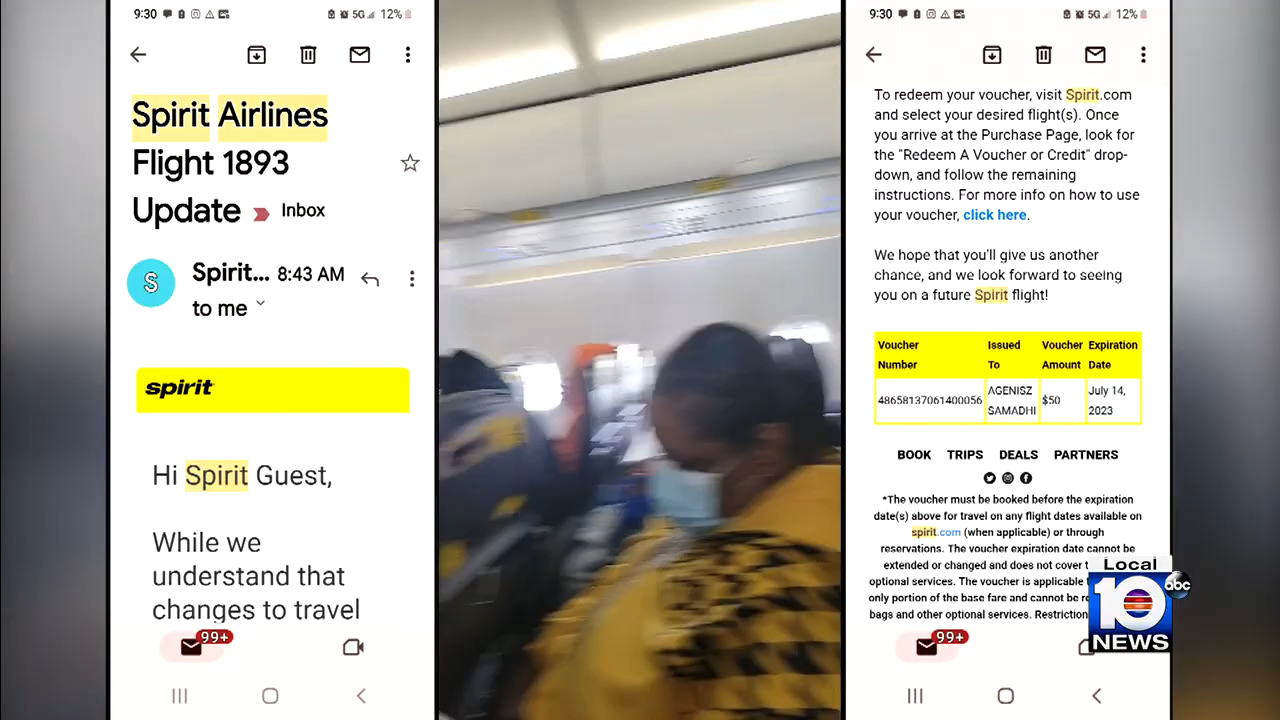 9:30
5G
12%
Spirit Airlines
Flight 1893
Update
Inbox
S
Spirit... 8:43 AM
to me
spirit
Hi Spirit Guest,
While we
understand that
changes to travel
99+
9:30
5G
12%
To redeem your voucher, visit Spirit.com
and select your desired flight(s). Once
you arrive at the Purchase Page, look for
the "Redeem A Voucher or Credit" drop-
down, and follow the remaining
instructions. For more info on how to use
your voucher, click here.
We hope that you'll give us another
chance, and we look forward to seeing
you on a future Spirit flight!
Voucher Number
Issued To
Voucher Amount
Expiration Date
48658137061400056
AGENISZ SAMADHI
$50
July 14, 2023
BOOK TRIPS DEALS PARTNERS
*The voucher must be booked before the expiration
date(s) above for travel on any flight dates available on
spirit.com (when applicable) or through
reservations. The voucher expiration date cannot be
extended or changed and does not cover
optional services. The voucher is applicable
only portion of the base fare and cannot be
bags and other optional services.
99+
Local
10
abc
NEWS